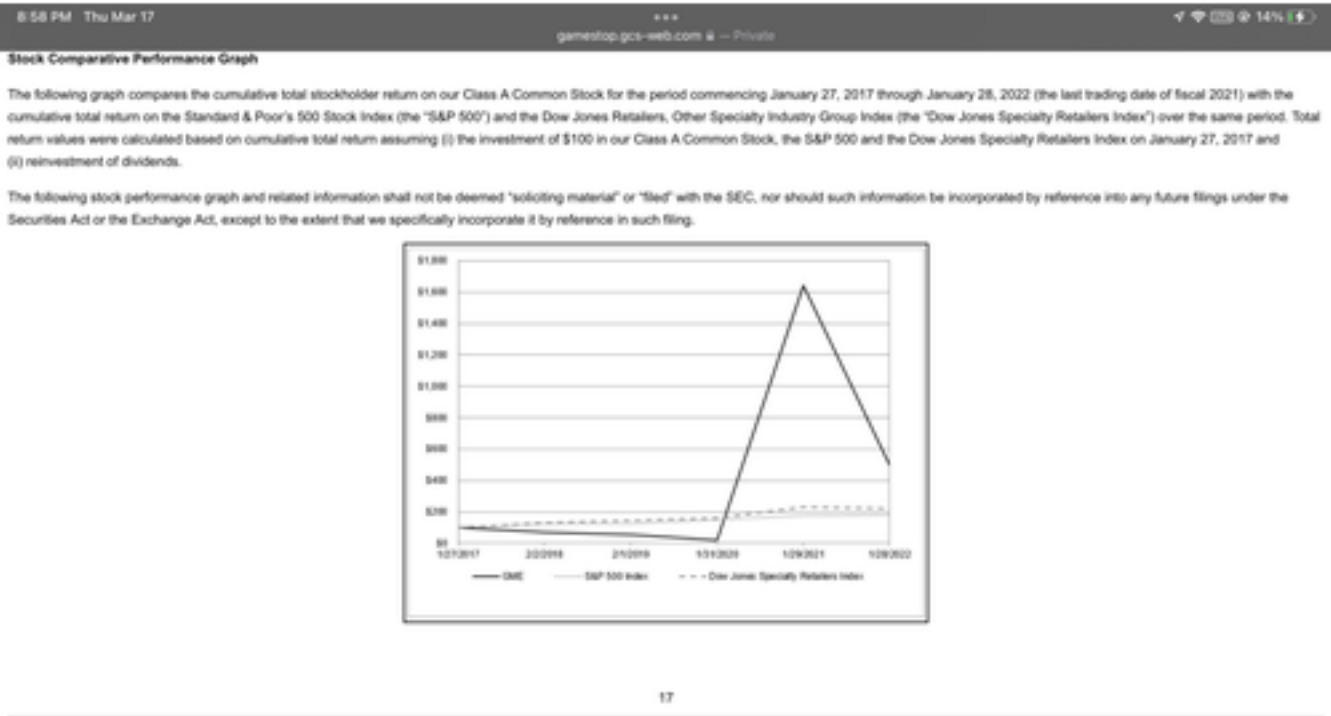 8:58 PM Thu Mar 17
14%
gamestop.gcs-web.com — Private
Stock Comparative Performance Graph
The following graph compares the cumulative total stockholder return on our Class A Common Stock for the period commencing January 27, 2017 through January 28, 2022 (the last trading date of fiscal 2021) with the
cumulative total return on the Standard & Poor's 500 Stock Index (the "S&P 500") and the Dow Jones Retailers, Other Specialty Industry Group Index (the "Dow Jones Specialty Retailers Index") over the same period. Total
return values were calculated based on cumulative total return assuming (i) the investment of $100 in our Class A Common Stock, the S&P 500 and the Dow Jones Specialty Retailers Index on January 27, 2017 and
(ii) reinvestment of dividends.
The following stock performance graph and related information shall not be deemed "soliciting material" or "filed" with the SEC, nor should such information be incorporated by reference into any future filings under the
Securities Act or the Exchange Act, except to the extent that we specifically incorporate it by reference in such filing.
$1,800
$1,600
$1,400
$1,200
$1,000
$800
$600
$400
$200
$0
1/27/2017 2/2/2018 2/1/2019 1/31/2020 1/29/2021 1/28/2022
GME S&P 500 Index Dow Jones Specialty Retailers Index
17